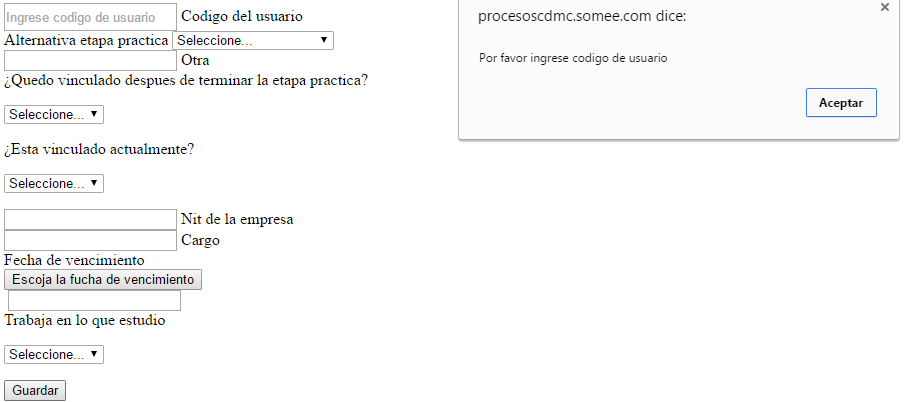 Ingrese codigo de usuario Codigo del usuario
Alternativa etapa practica Seleccione...
Otra
¿Quedo vinculado despues de terminar la etapa practica?
Seleccione...
¿Esta vinculado actualmente?
Seleccione...
Nit de la empresa
Cargo
Fecha de vencimiento
Escoja la fucha de vencimiento
Trabaja en lo que estudio
Seleccione...
Guardar
procesoscdmc.somee.com dice:
Por favor ingrese codigo de usuario
Aceptar